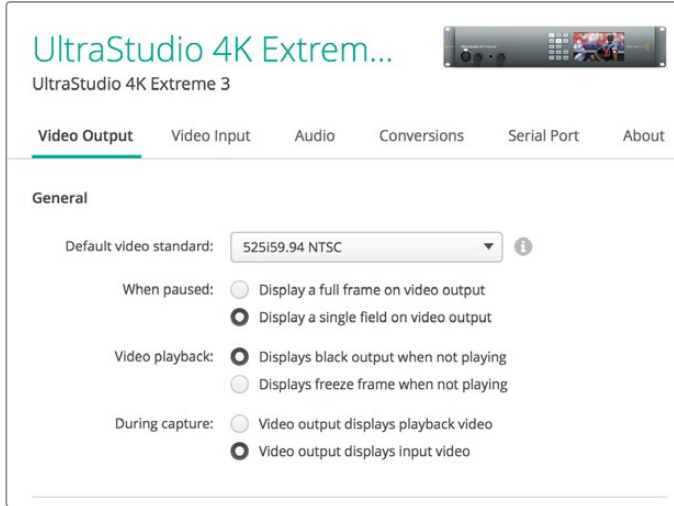 UltraStudio 4K Extrem...
UltraStudio 4K Extreme 3
Video Output Video Input Audio Conversions Serial Port About
General
Default video standard: 525i59.94 NTSC
When paused: Display a full frame on video output
Display a single field on video output
Video playback: Displays black output when not playing
Displays freeze frame when not playing
During capture: Video output displays playback video
Video output displays input video